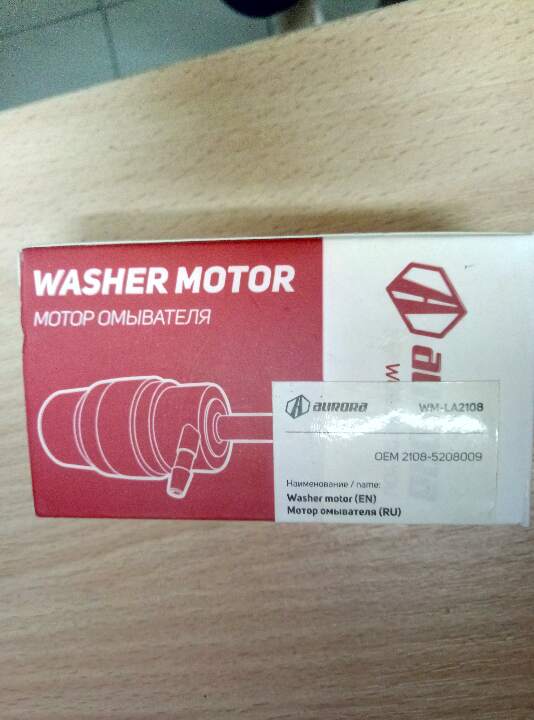 WASHER MOTOR
МОТОР ОМЫВАТЕЛЯ
AURORA
WM-LA2108
OEM 2108-5208009
Наименование / name:
Washer motor (EN)
Мотор омывателя (RU)